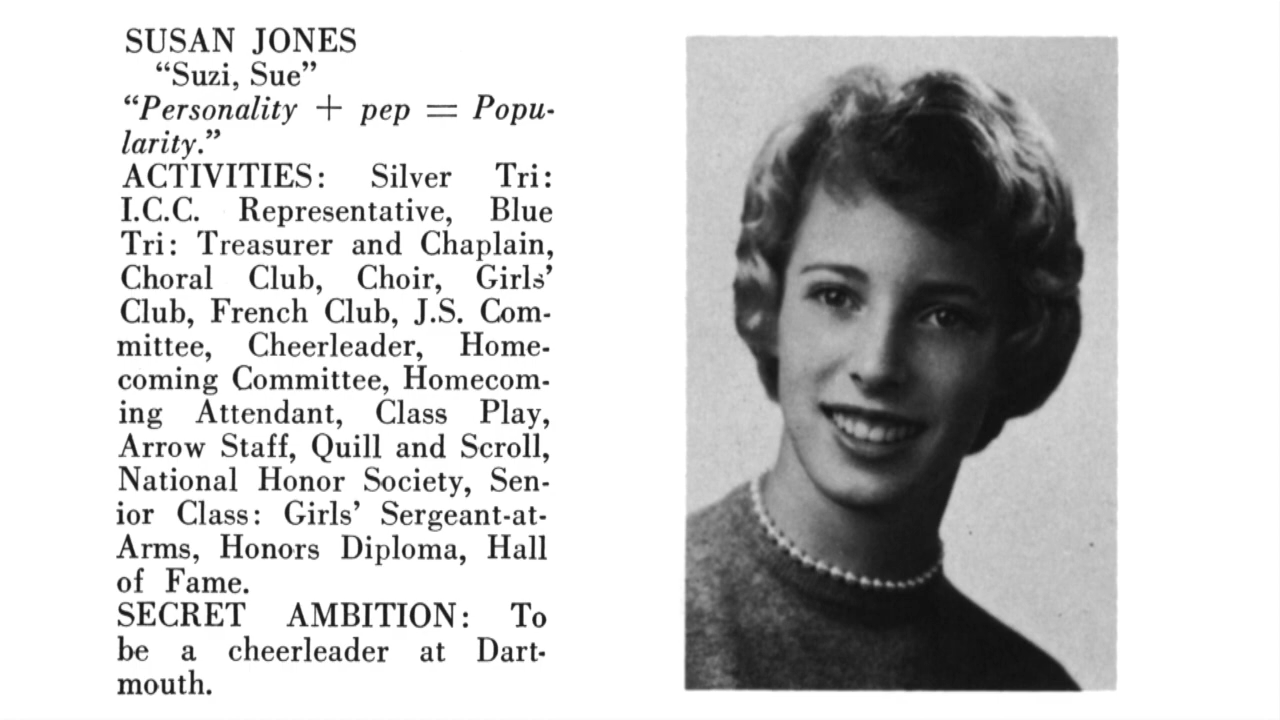 SUSAN JONES
“Suzi, Sue”
“Personality + pep = Popu-
larity.”
ACTIVITIES: Silver Tri:
I.C.C. Representative, Blue
Tri: Treasurer and Chaplain,
Choral Club, Choir, Girls’
Club, French Club, J.S. Com-
mittee, Cheerleader, Home-
coming Committee, Homecom-
ing Attendant, Class Play,
Arrow Staff, Quill and Scroll,
National Honor Society, Sen-
ior Class: Girls’ Sergeant-at-
Arms, Honors Diploma, Hall
of Fame.
SECRET AMBITION: To
be a cheerleader at Dart-
mouth.